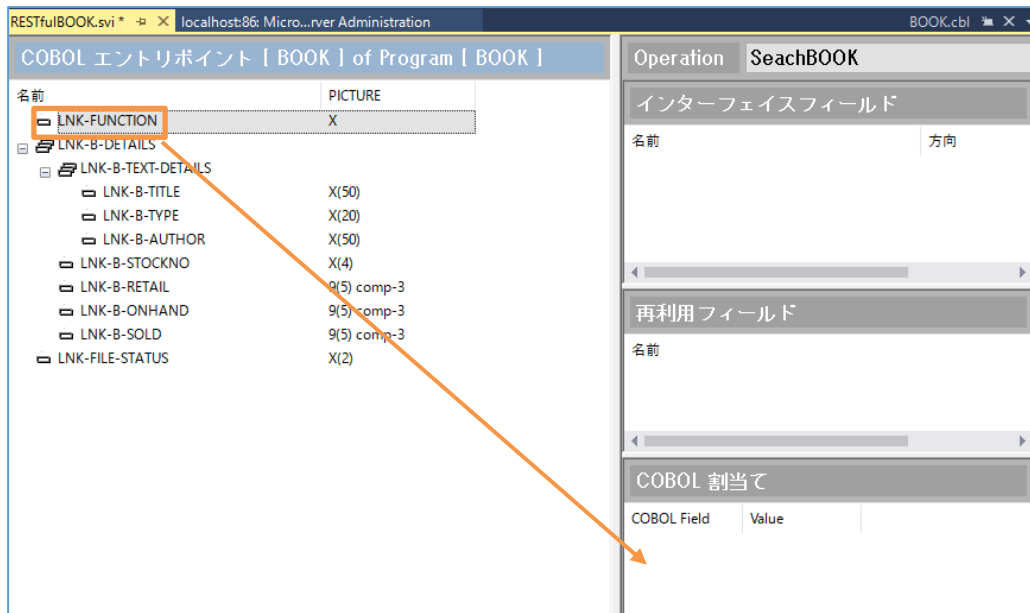 RESTfulBOOK.svi*
localhost:86: Micro...rver Administration
BOOK.cbl
COBOL エントリポイント [ BOOK ] of Program [ BOOK ]
名前 PICTURE
LNK-FUNCTION X
LNK-B-DETAILS
LNK-B-TEXT-DETAILS
LNK-B-TITLE X(50)
LNK-B-TYPE X(20)
LNK-B-AUTHOR X(50)
LNK-B-STOCKNO X(4)
LNK-B-RETAIL 9(5) comp-3
LNK-B-ONHAND 9(5) comp-3
LNK-B-SOLD 9(5) comp-3
LNK-FILE-STATUS X(2)
Operation SeachBOOK
インターフェイスフィールド
名前 方向
再利用フィールド
名前
COBOL 割当て
COBOL Field Value